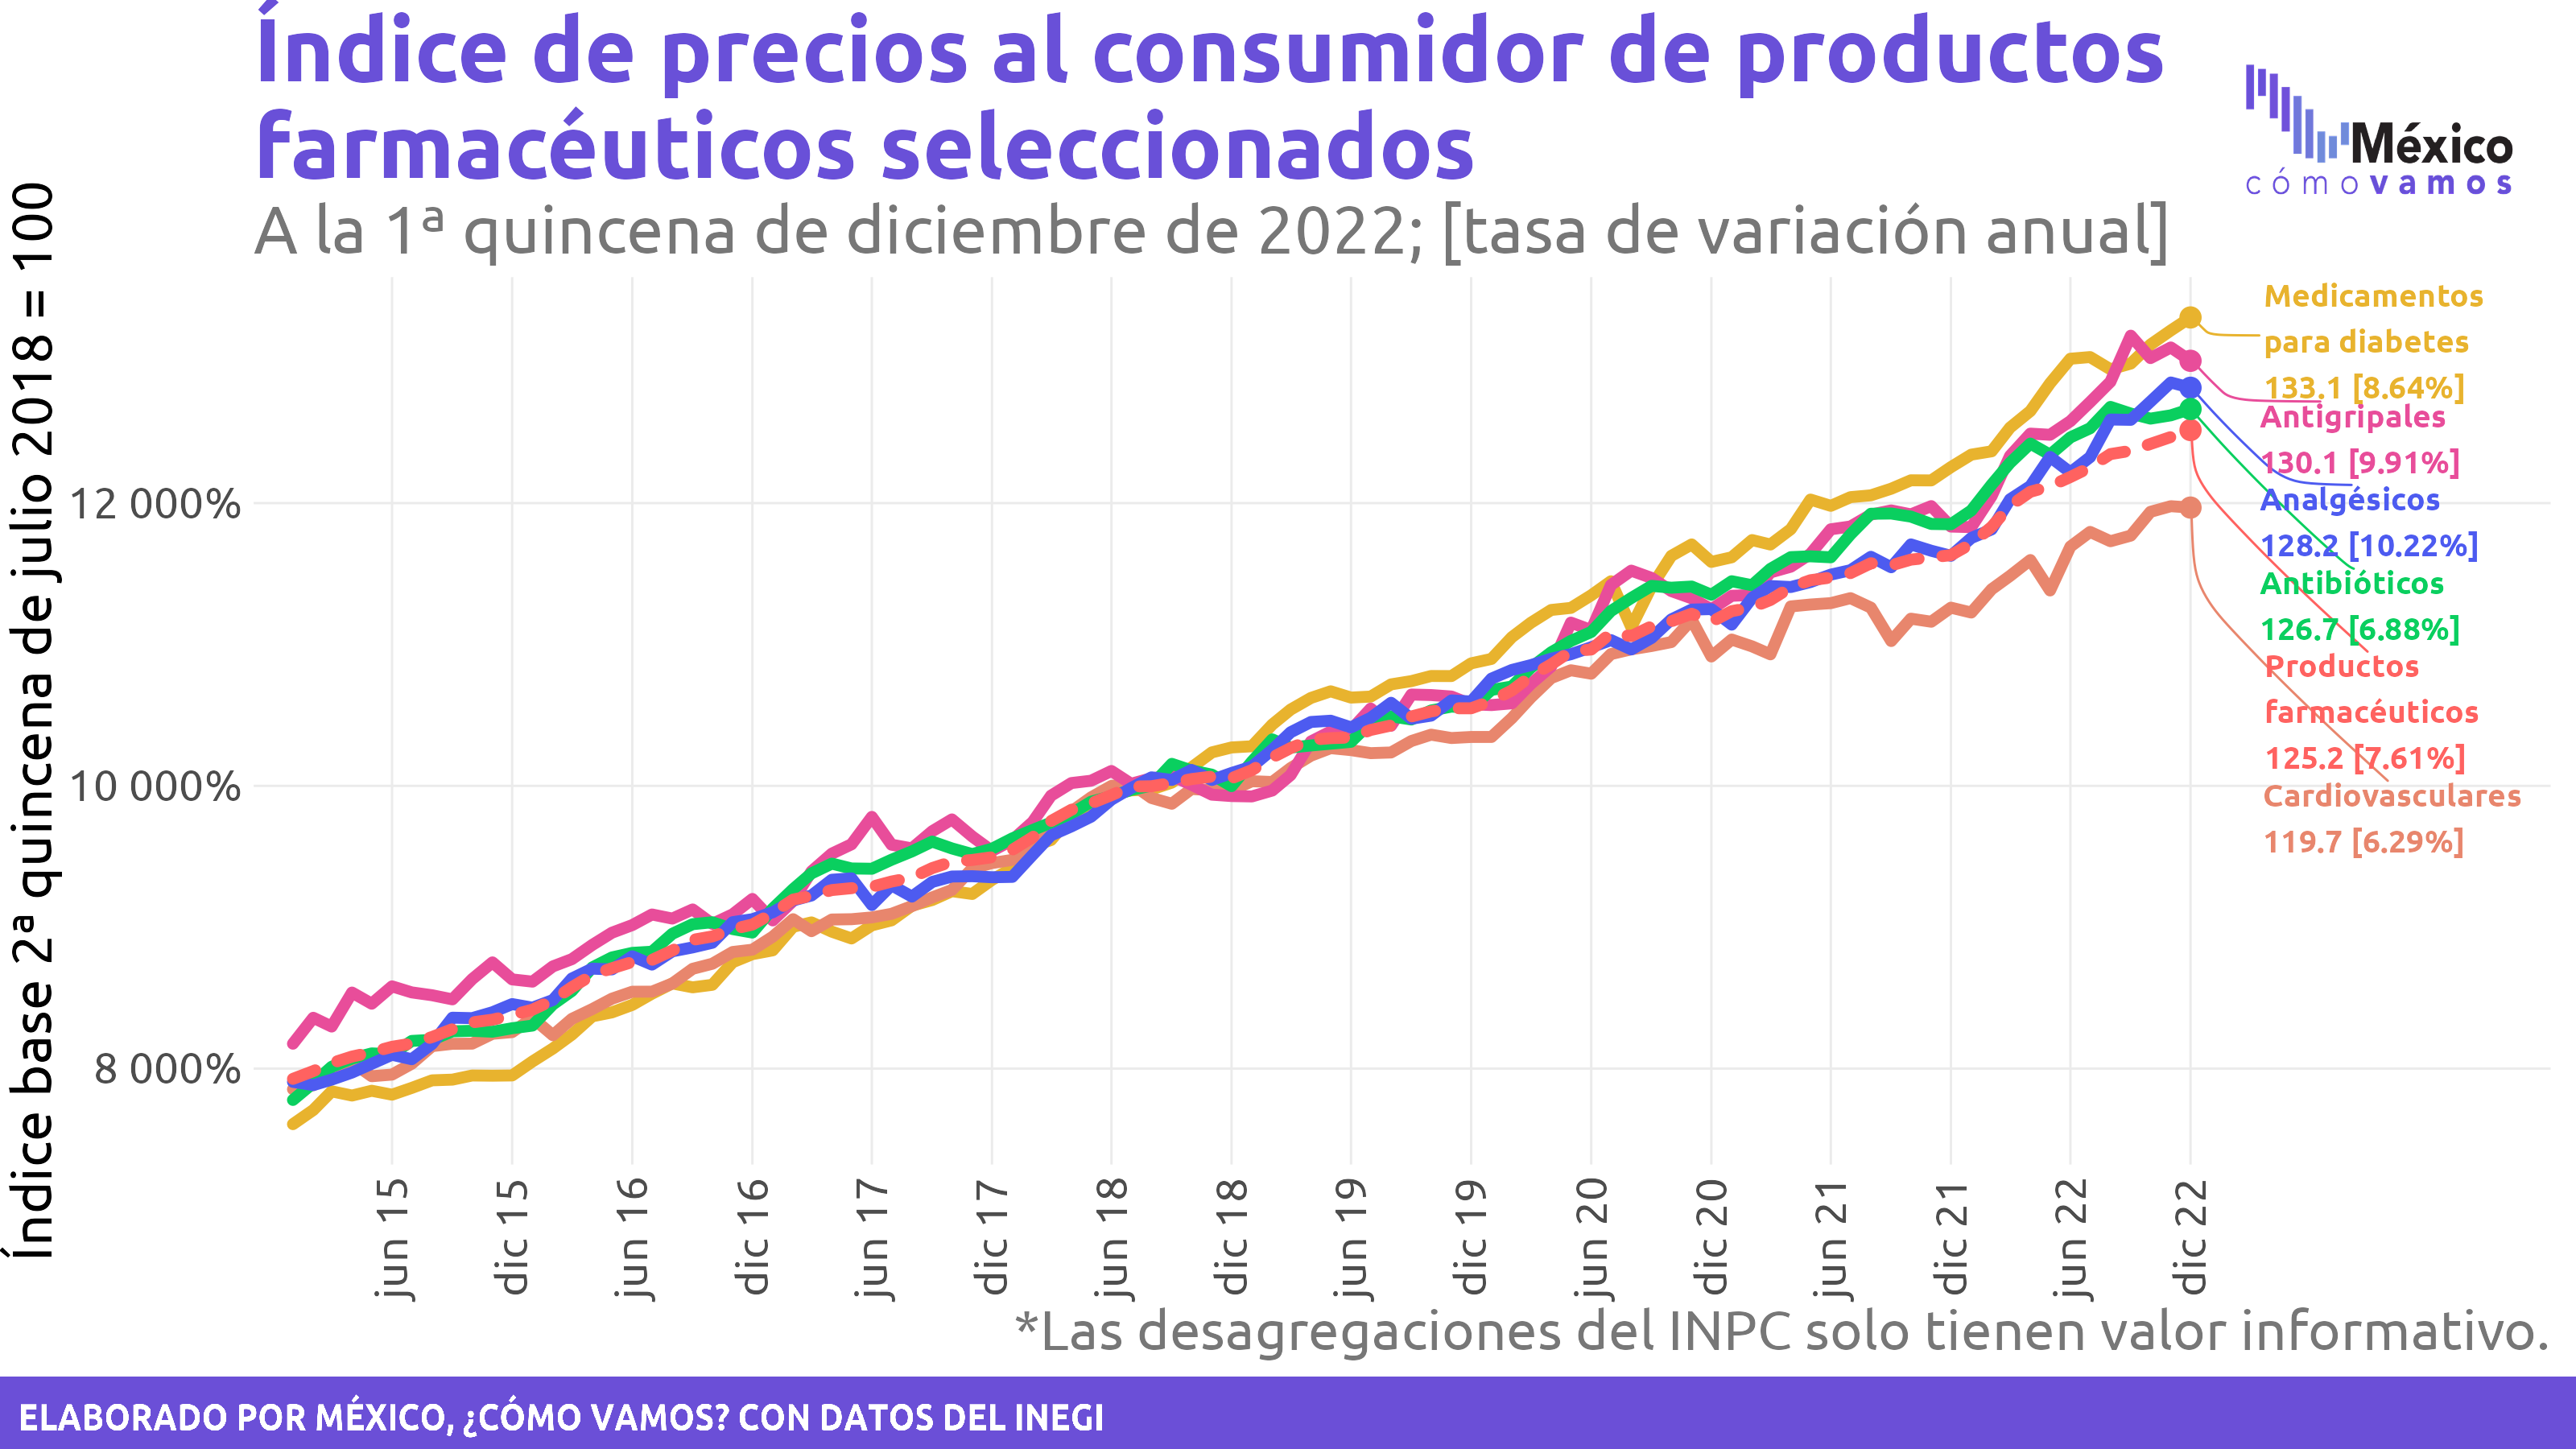 Índice de precios al consumidor de productos
farmacéuticos seleccionados
A la 1ª quincena de diciembre de 2022; [tasa de variación anual]
México
cómo vamos
Índice base 2ª quincena de julio 2018 = 100
12 000%
10 000%
8 000%
Medicamentos
para diabetes
133.1 [8.64%]
Antigripales
130.1 [9.91%]
Analgésicos
128.2 [10.22%]
Antibióticos
126.7 [6.88%]
Productos
farmacéuticos
125.2 [7.61%]
Cardiovasculares
119.7 [6.29%]
jun 15
dic 15
jun 16
dic 16
jun 17
dic 17
jun 18
dic 18
jun 19
dic 19
jun 20
dic 20
jun 21
dic 21
jun 22
dic 22
*Las desagregaciones del INPC solo tienen valor informativo.
ELABORADO POR MÉXICO, ¿CÓMO VAMOS? CON DATOS DEL INEGI